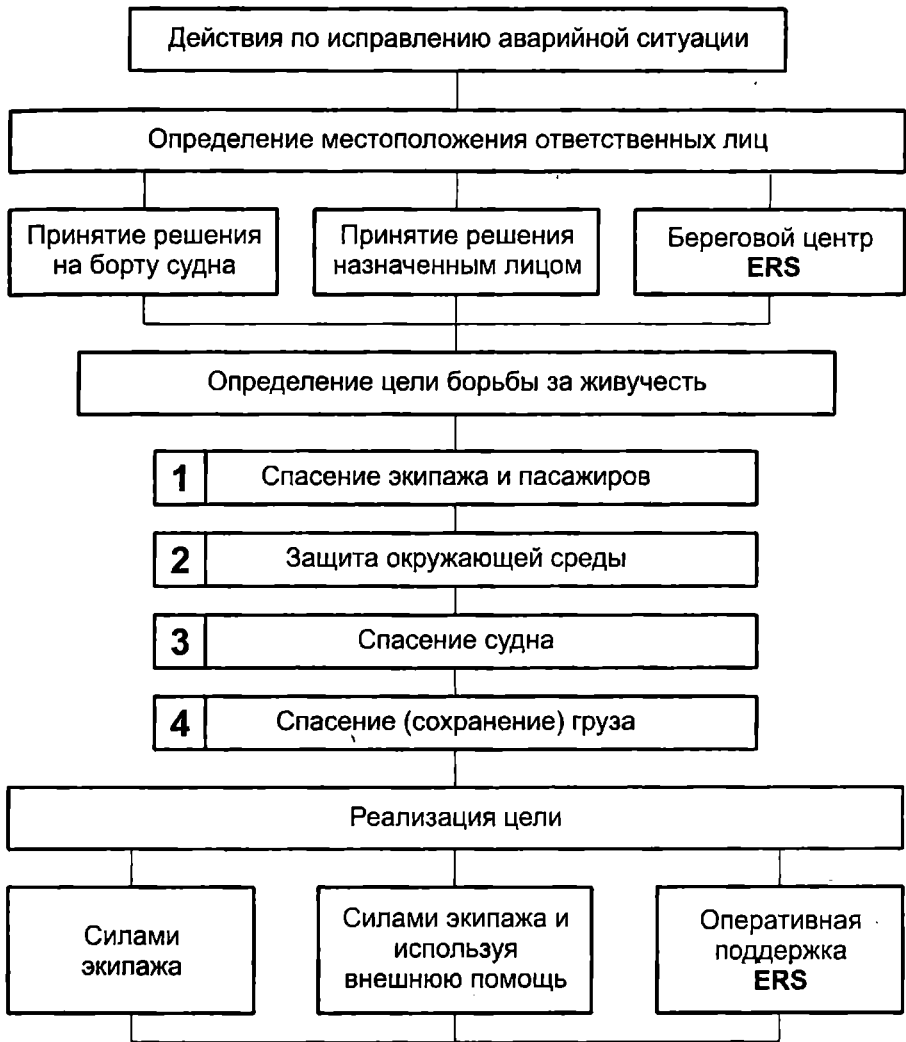 Действия по исправлению аварийной ситуации
Определение местоположения ответственных лиц
Принятие решения
на борту судна
Принятие решения
назначенным лицом
Береговой центр
ERS
Определение цели борьбы за живучесть
1 Спасение экипажа и пасажиров
2 Защита окружающей среды
3 Спасение судна
4 Спасение (сохранение) груза
Реализация цели
Силами
экипажа
Силами экипажа и
используя
внешнюю помощь
Оперативная
поддержка
ERS